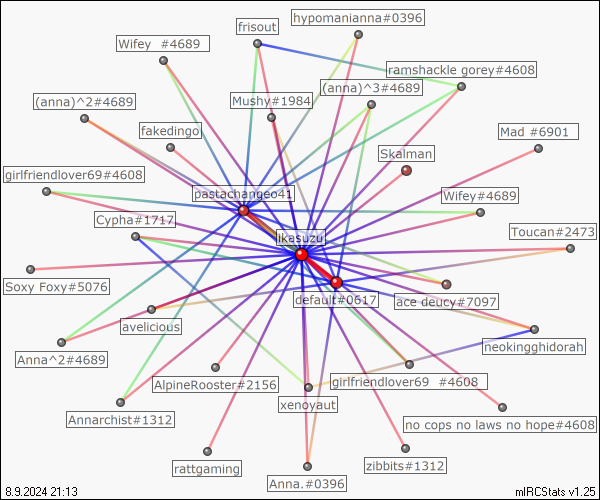 hypomanianna#0396
frisout
Wifey  #4689
ramshackle gorey#4608
(anna)^3#4689
(anna)^2#4689
Mushy#1984
fakedingo
Mad #6901
Skalman
girlfriendlover69#4608
pastachangeo41
Wifey#4689
Cypha#1717
Toucan#2473
ikasuzu
Soxy Foxy#5076
default#0617
ace deucy#7097
avelicious
neokingghidorah
Anna^2#4689
AlpineRooster#2156
girlfriendlover69  #4608
xenoyaut
Annarchist#1312
no cops no laws no hope#4608
rattgaming
zibbits#1312
Anna.#0396
8.9.2024 21:13
mIRCStats v1.25